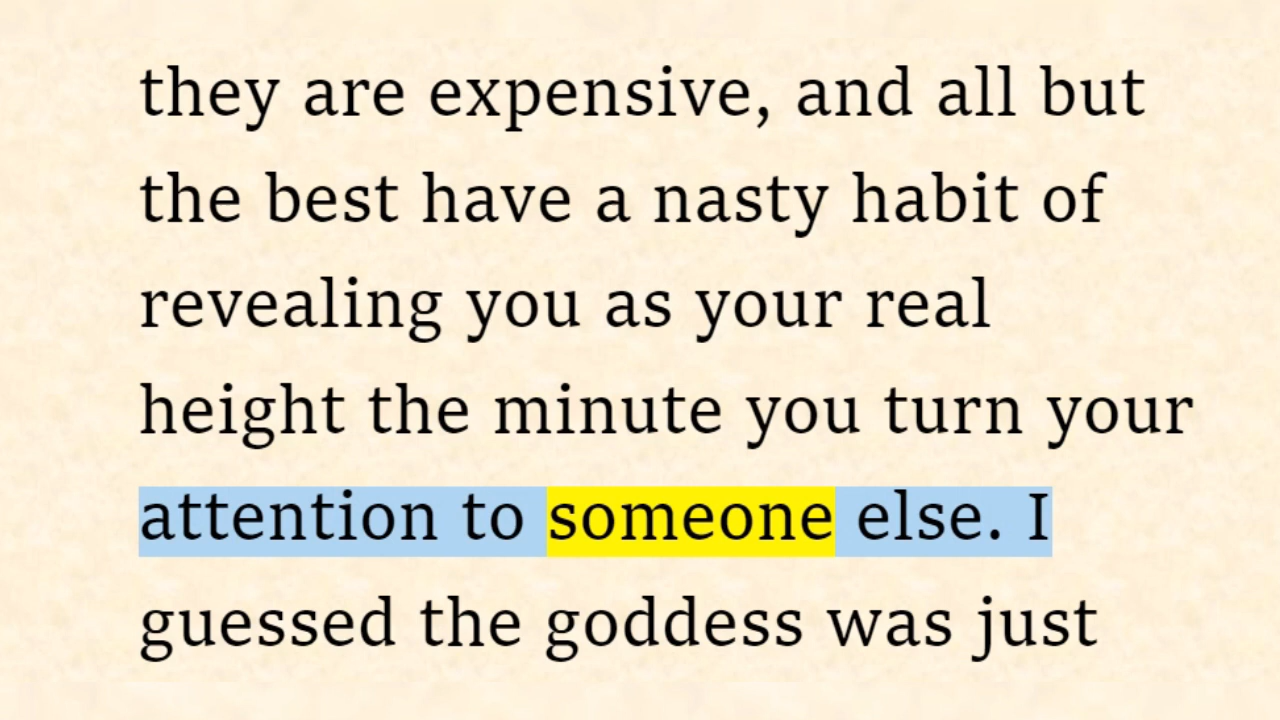 they are expensive, and all but
the best have a nasty habit of
revealing you as your real
height the minute you turn your
attention to someone else. I
guessed the goddess was just